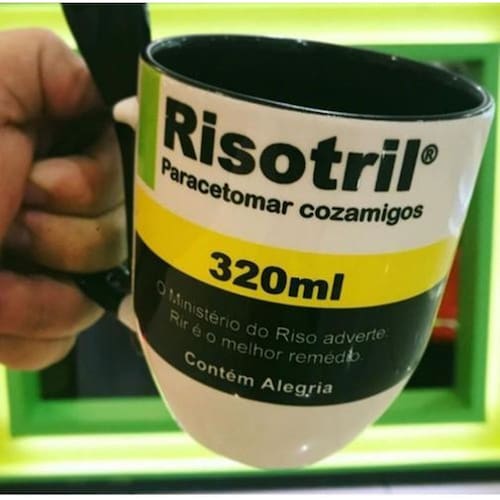 Risotril®
Paracetomar cozamigos
320ml
O Ministério do Riso adverte:
Rir é o melhor remédio.
Contém Alegria